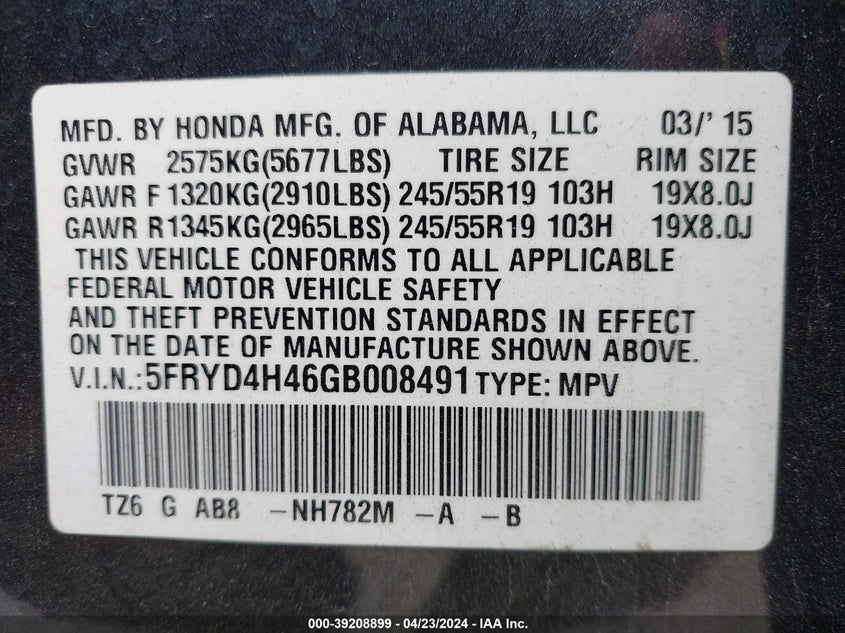 MFD. BY HONDA MFG. OF ALABAMA, LLC 03/' 15
GVWR 2575KG(5677LBS) TIRE SIZE RIM SIZE
GAWR F 1320KG(2910LBS) 245/55R19 103H 19X8.0J
GAWR R 1345KG(2965LBS) 245/55R19 103H 19X8.0J
THIS VEHICLE CONFORMS TO ALL APPLICABLE
FEDERAL MOTOR VEHICLE SAFETY
AND THEFT PREVENTION STANDARDS IN EFFECT
ON THE DATE OF MANUFACTURE SHOWN ABOVE.
V.I.N.: 5FRYD4H46GB008491 TYPE: MPV
TZ6 G AB8 -NH782M -A -B
000-39208899 / 04/23/2024 - IAA Inc.